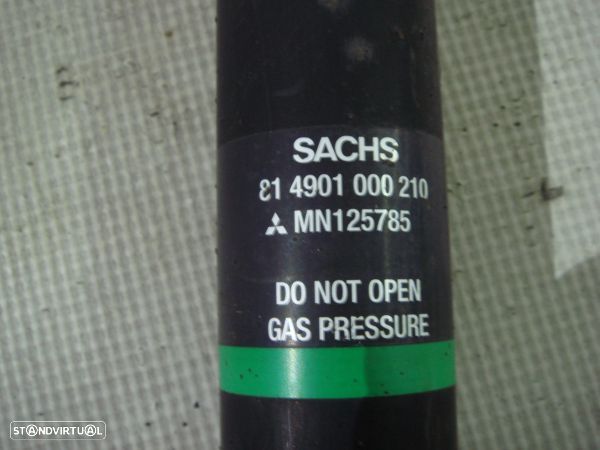 SACHS
81 4901 000 210
MN125785
DO NOT OPEN
GAS PRESSURE
STANDVIRTUAL